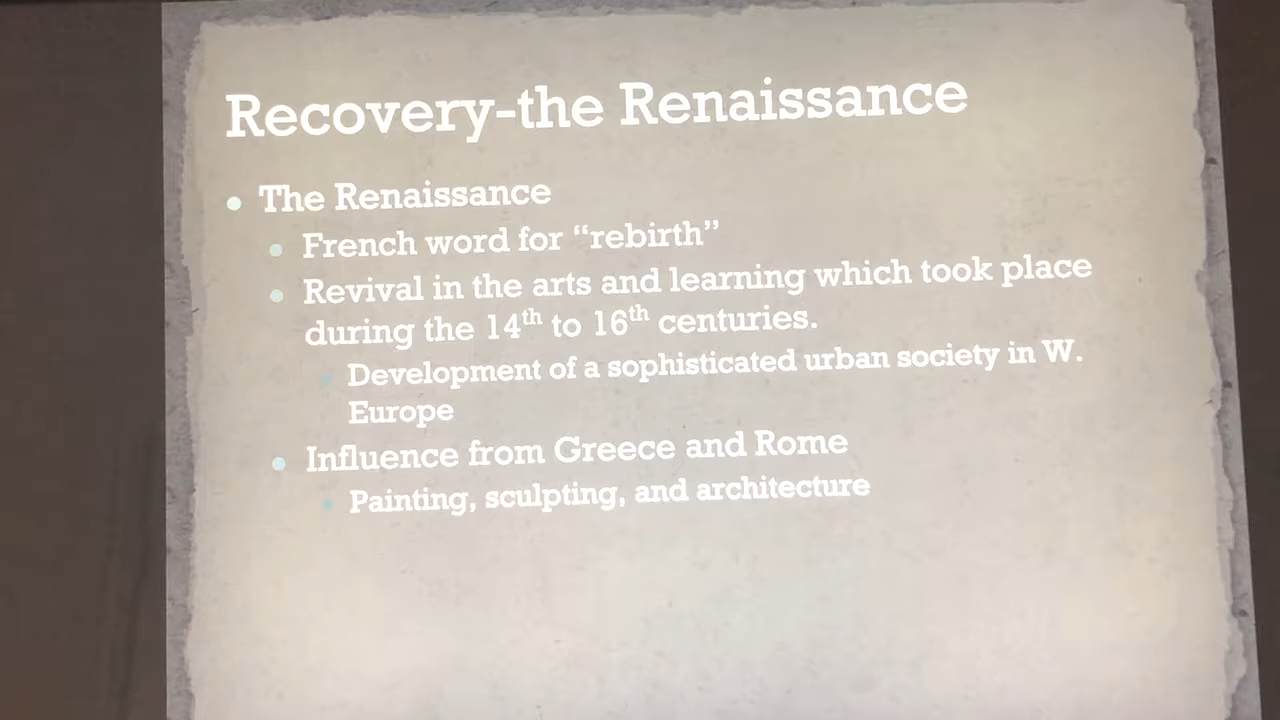 Recovery-the Renaissance
• The Renaissance
• French word for “rebirth”
• Revival in the arts and learning which took place
during the 14th to 16th centuries.
• Development of a sophisticated urban society in W.
Europe
• Influence from Greece and Rome
• Painting, sculpting, and architecture